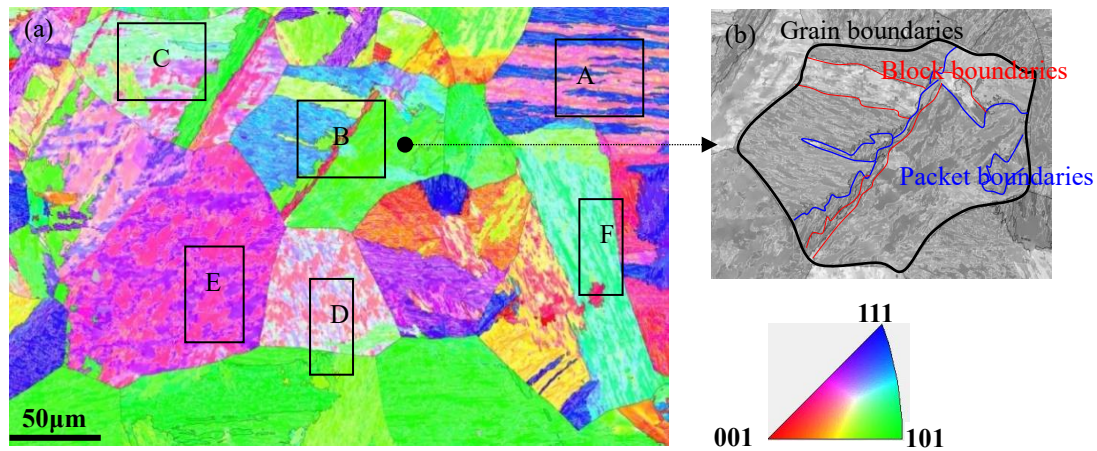 (a)
C
A
B
F
E
D
50µm
(b)
Grain boundaries
Block boundaries
Packet boundaries
111
001
101